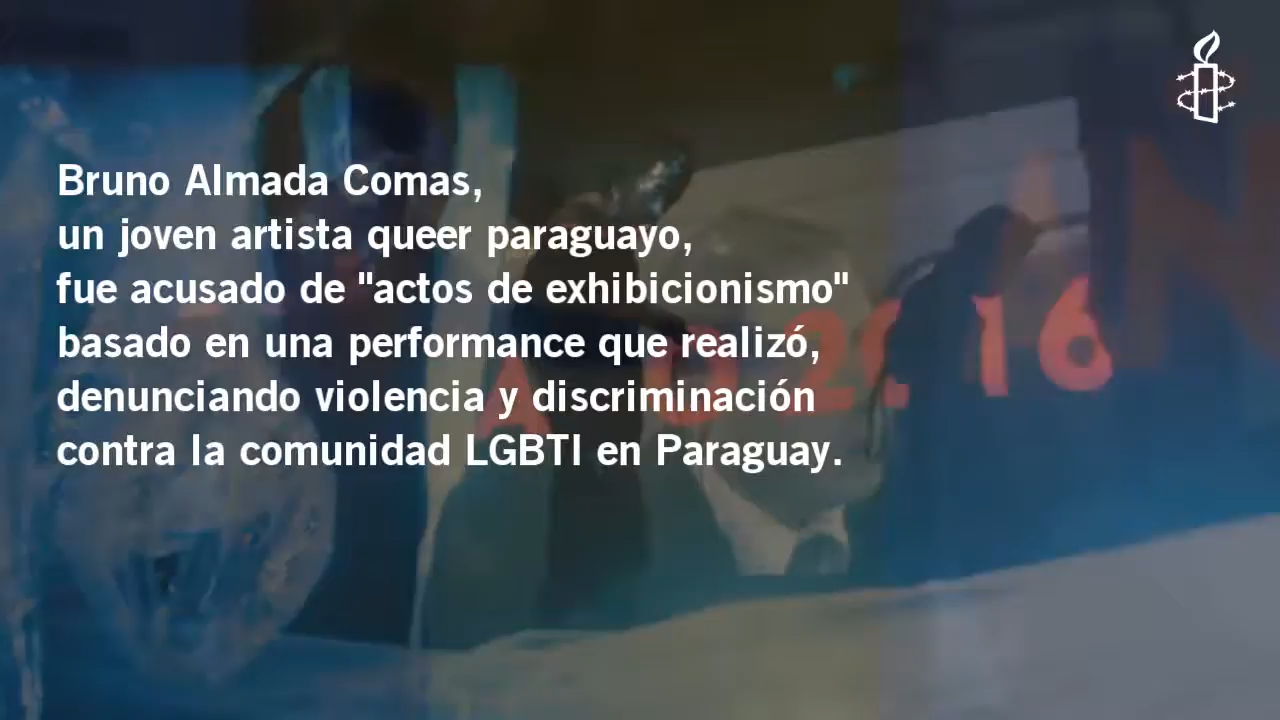 Bruno Almada Comas,
un joven artista queer paraguayo,
fue acusado de "actos de exhibicionismo"
basado en una performance que realizó,
denunciando violencia y discriminación
contra la comunidad LGBTI en Paraguay.
16